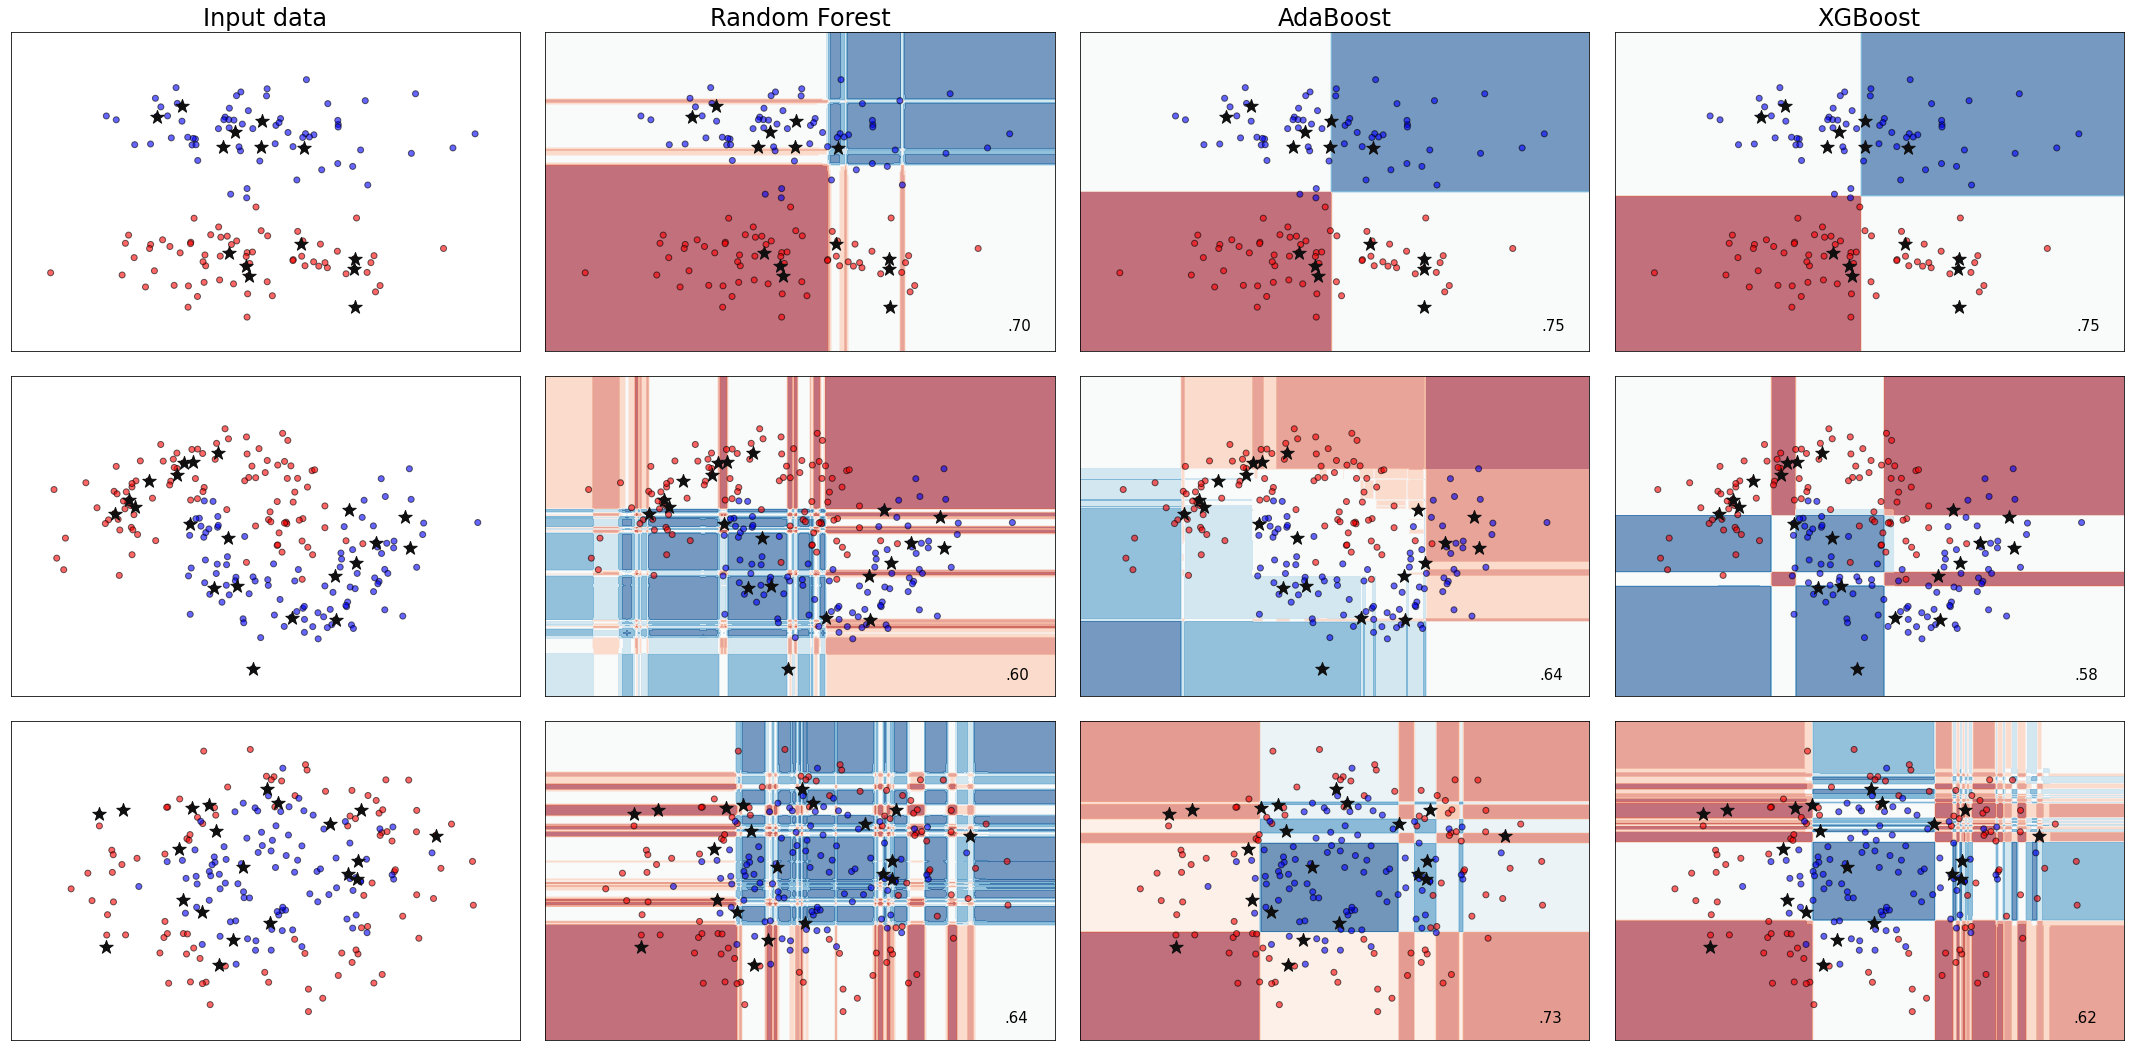 Input data
Random Forest
AdaBoost
XGBoost
.70
.75
.75
.60
.64
.58
.64
.73
.62